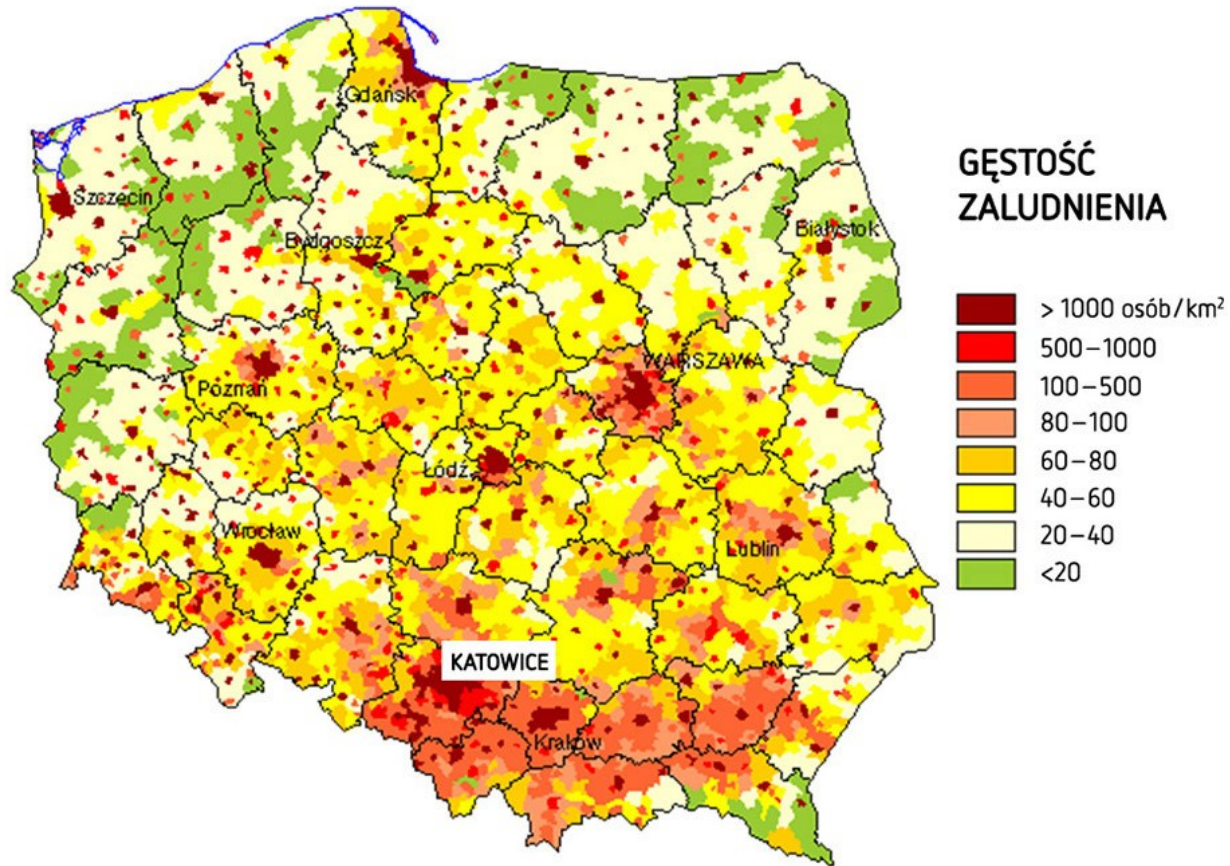 Gdańsk
Szczecin
Bydgoszcz
Białystok
WARSZAWA
Poznań
Łódź
Wrocław
Lublin
KATOWICE
Kraków
GĘSTOŚĆ
ZALUDNIENIA
> 1000 osób/km²
500–1000
100–500
80–100
60–80
40–60
20–40
<20